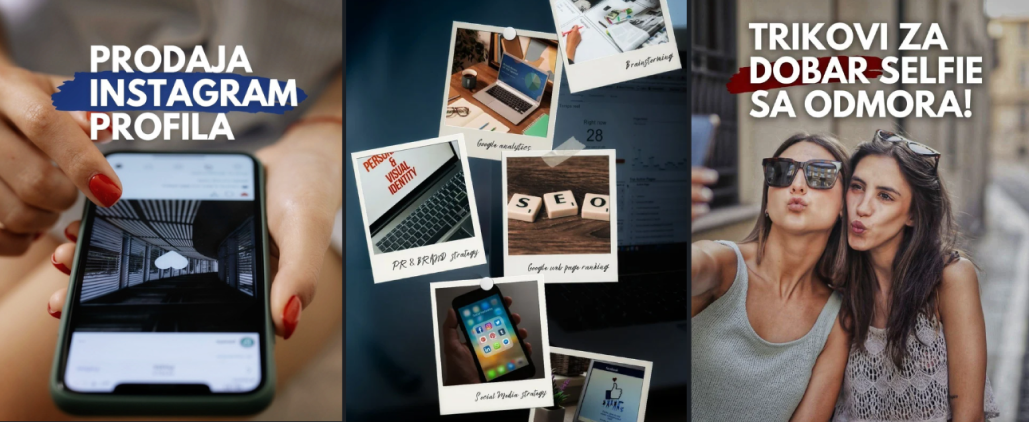 PRODAJA
INSTAGRAM
PROFILA
Brainstorming
Google analytics
PERSONAL
&
VISUAL
IDENTITY
PR & BRAND strategy
SEO
Google web page ranking
Social Media strategy
28
TRIKOVI ZA
DOBAR SELFIE
SA ODMORA!